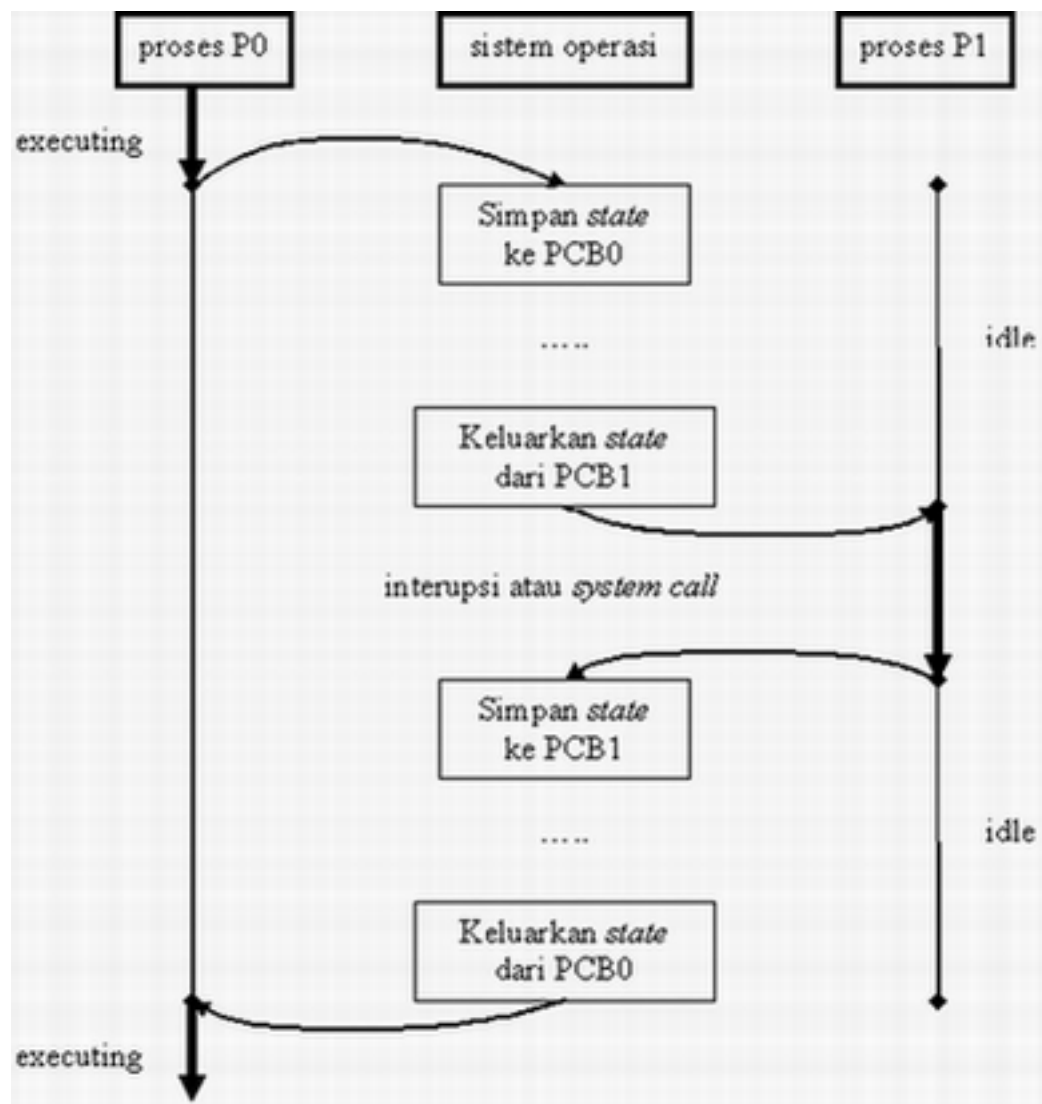 proses P0
sistem operasi
proses P1
executing
Simpan state
ke PCB0
.....
idle
Keluarkan state
dari PCB1
interupsi atau system call
Simpan state
ke PCB1
.....
idle
Keluarkan state
dari PCB0
executing